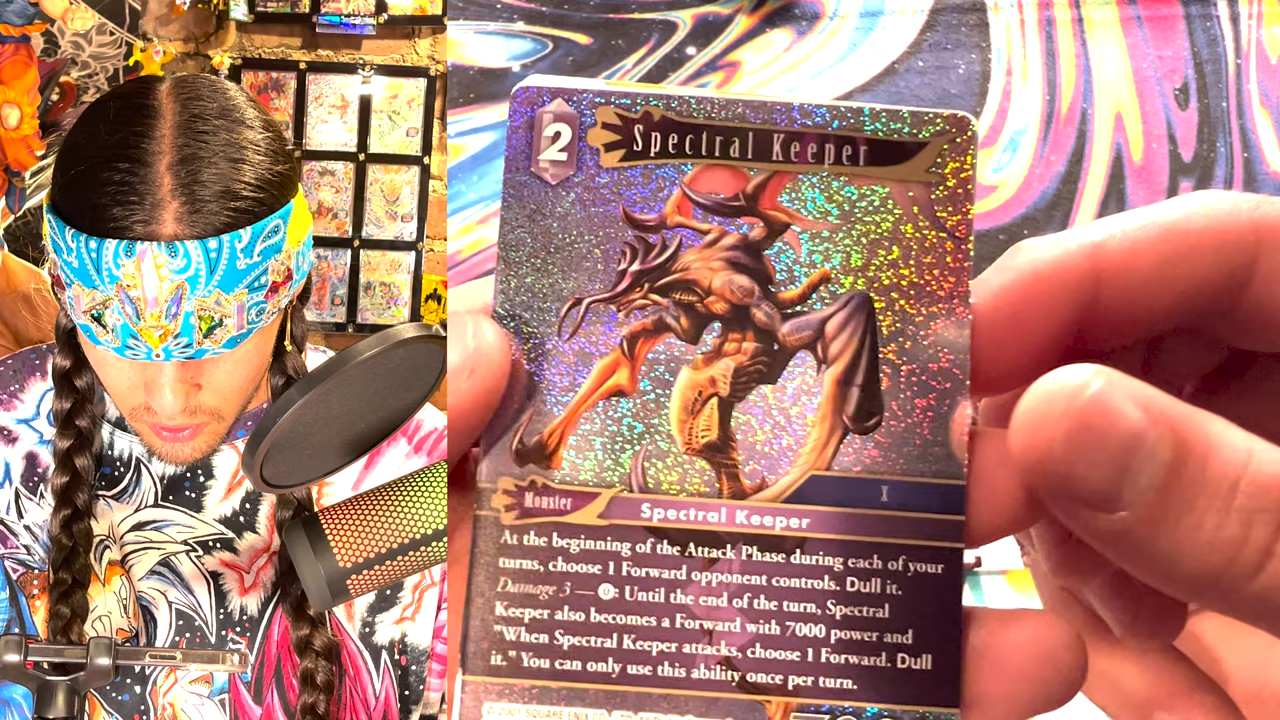 2
Spectral Keeper
X
Monster
Spectral Keeper
At the beginning of the Attack Phase during each of your
turns, choose 1 Forward opponent controls. Dull it.
Damage 3 — 0: Until the end of the turn, Spectral
Keeper also becomes a Forward with 7000 power and
"When Spectral Keeper attacks, choose 1 Forward. Dull
it." You can only use this ability once per turn.
SQUARE ENIX